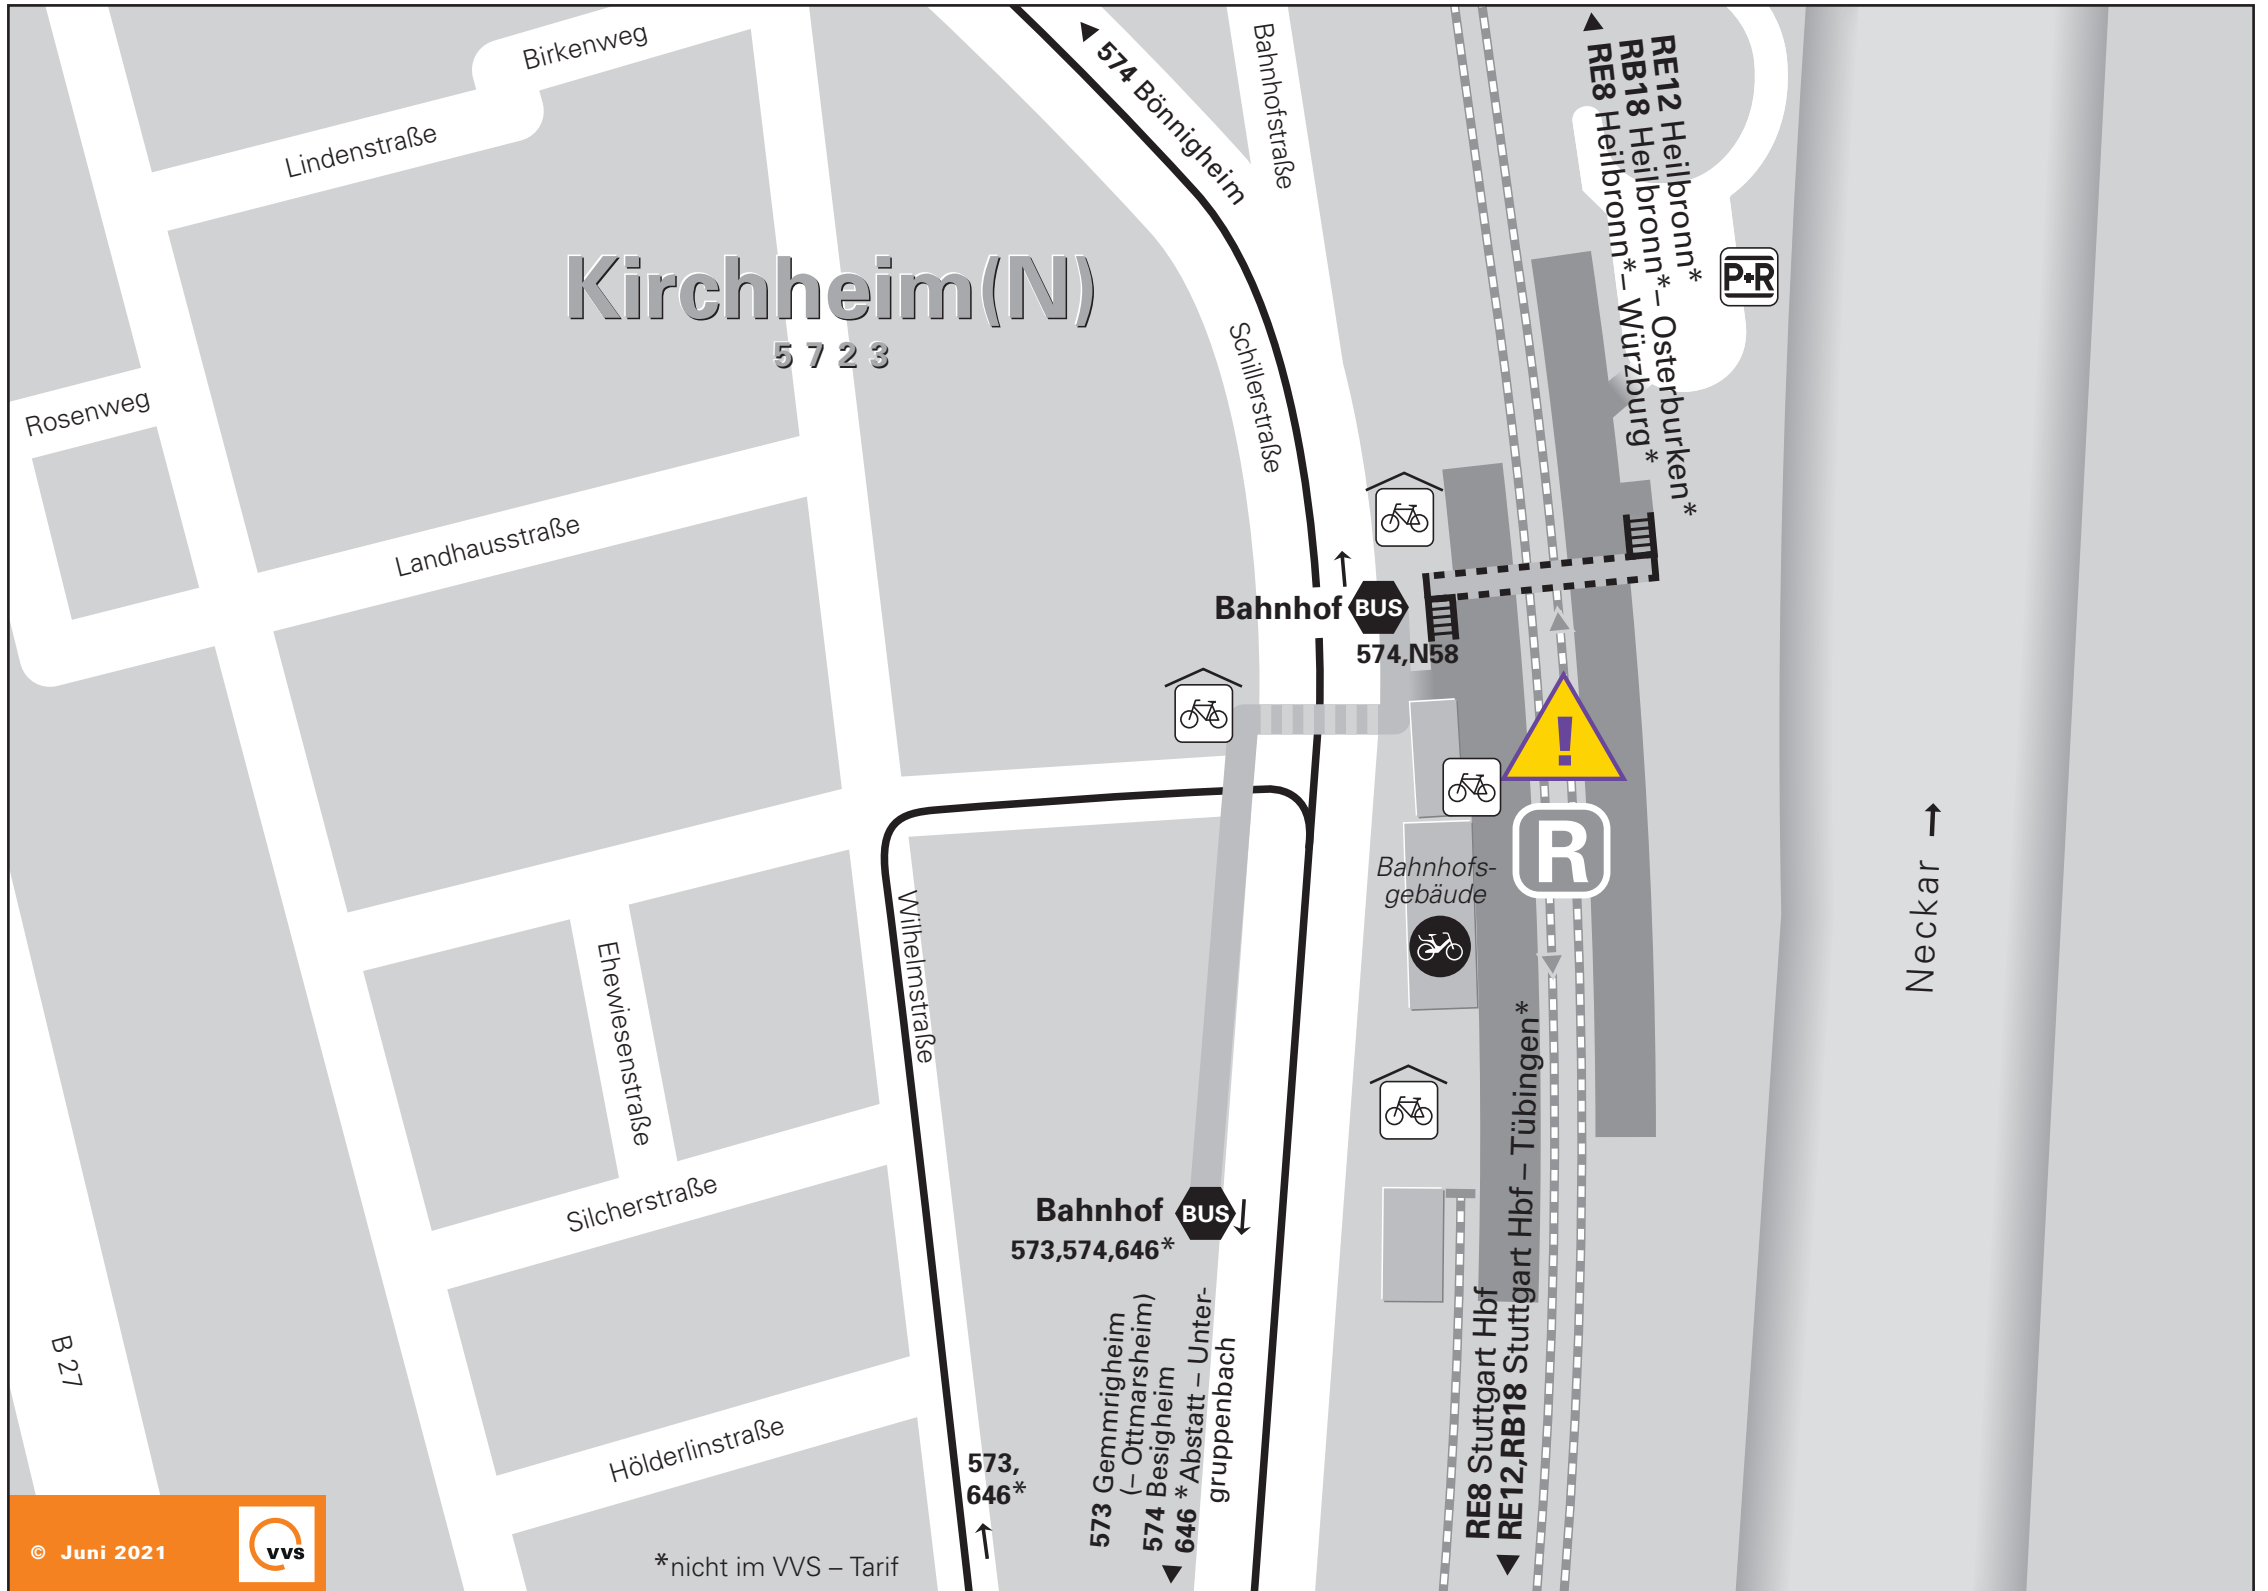 Birkenweg
Lindenstraße
574 Bönnigheim
Bahnhofstraße
RE12 Heilbronn*
RB18 Heilbronn*– Osterburken*
RE8 Heilbronn*– Würzburg*
P+R
Kirchheim(N)
5723
Schillerstraße
Rosenweg
Landhausstraße
Bahnhof BUS
574,N58
!
R
Bahnhofs-
gebäude
Neckar
Wilhelmstraße
Ehewiesenstraße
Silcherstraße
Bahnhof BUS
573,574,646*
573 Gemmrigheim
(– Ottmarsheim)
574 Besigheim
646 * Abstatt – Unter-
gruppenbach
RE8 Stuttgart Hbf
RE12,RB18 Stuttgart Hbf – Tübingen*
B 27
Hölderlinstraße
573,
646*
© Juni 2021
VVS
*nicht im VVS – Tarif